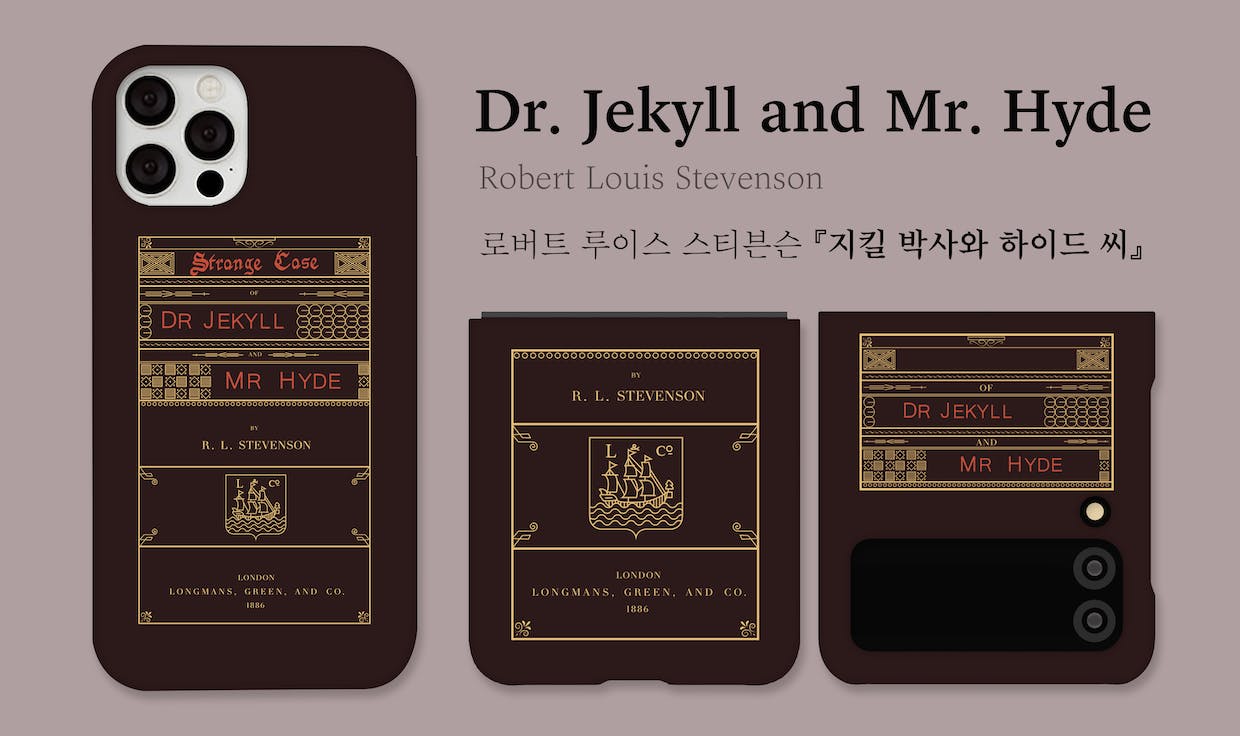 Dr. Jekyll and Mr. Hyde
Robert Louis Stevenson
로버트 루이스 스티븐슨 『지킬 박사와 하이드 씨』
Strange Case
OF
DR JEKYLL
AND
MR HYDE
BY
R. L. STEVENSON
L Cº
LONDON
LONGMANS, GREEN, AND CO.
1886
BY
R. L. STEVENSON
L Cº
LONDON
LONGMANS, GREEN, AND CO.
1886
OF
DR JEKYLL
AND
MR HYDE